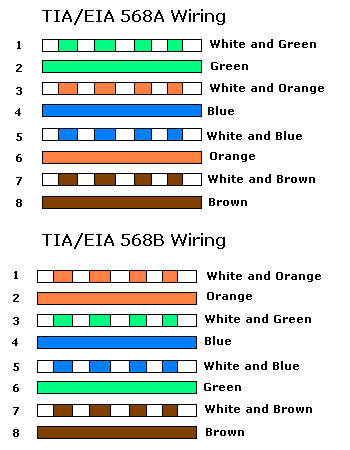 TIA/EIA 568A Wiring
1 White and Green
2 Green
3 White and Orange
4 Blue
5 White and Blue
6 Orange
7 White and Brown
8 Brown
TIA/EIA 568B Wiring
1 White and Orange
2 Orange
3 White and Green
4 Blue
5 White and Blue
6 Green
7 White and Brown
8 Brown